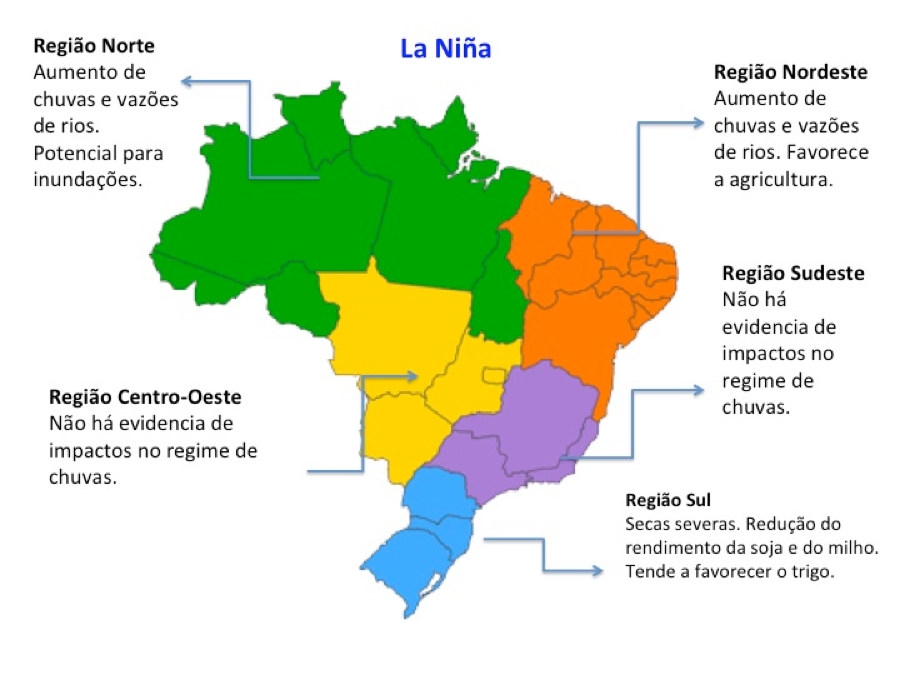 La Niña
Região Norte
Aumento de
chuvas e vazões
de rios.
Potencial para
inundações.
Região Nordeste
Aumento de
chuvas e vazões
de rios. Favorece
a agricultura.
Região Sudeste
Não há
evidencia de
impactos no
regime de
chuvas.
Região Centro-Oeste
Não há evidencia de
impactos no regime de
chuvas.
Região Sul
Secas severas. Redução do
rendimento da soja e do milho.
Tende a favorecer o trigo.